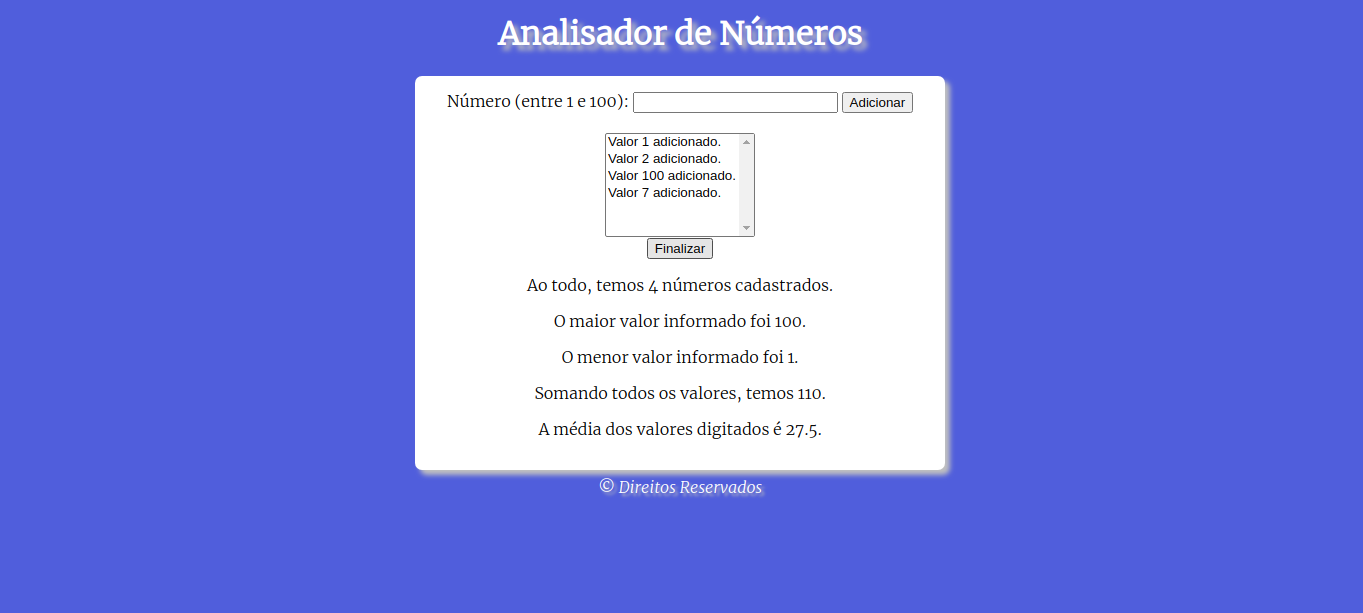 Analisador de Números
Número (entre 1 e 100): Adicionar
Valor 1 adicionado.
Valor 2 adicionado.
Valor 100 adicionado.
Valor 7 adicionado.
Finalizar
Ao todo, temos 4 números cadastrados.
O maior valor informado foi 100.
O menor valor informado foi 1.
Somando todos os valores, temos 110.
A média dos valores digitados é 27.5.
© Direitos Reservados